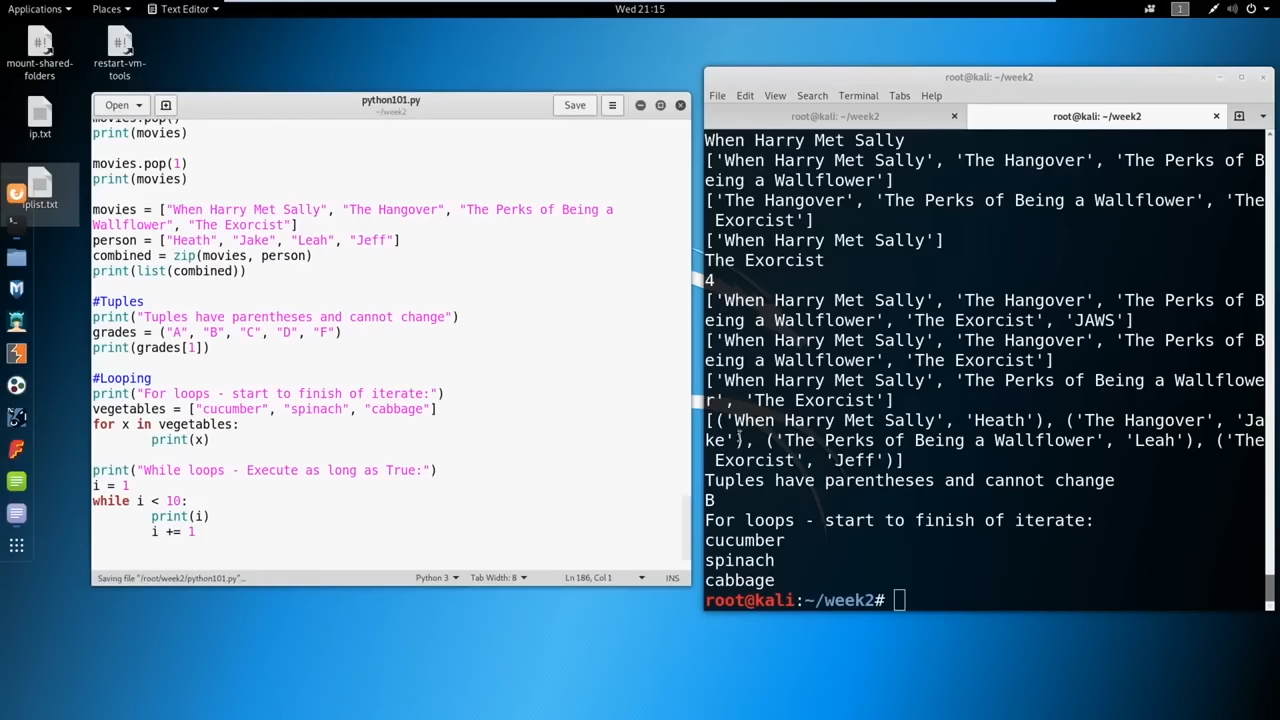 Applications
Places
Text Editor
Wed 21:15
1
mount-shared-
folders
restart-vm-
tools
ip.txt
iplist.txt
Open
python101.py
~/week2
Save
print(movies)
movies.pop(1)
print(movies)
movies = ["When Harry Met Sally", "The Hangover", "The Perks of Being a
Wallflower", "The Exorcist"]
person = ["Heath", "Jake", "Leah", "Jeff"]
combined = zip(movies, person)
print(list(combined))
#Tuples
print("Tuples have parentheses and cannot change")
grades = ("A", "B", "C", "D", "F")
print(grades[1])
#Looping
print("For loops - start to finish of iterate:")
vegetables = ["cucumber", "spinach", "cabbage"]
for x in vegetables:
print(x)
print("While loops - Execute as long as True:")
i = 1
while i < 10:
print(i)
i += 1
Saving file "/root/week2/python101.py"…
Python 3
Tab Width: 8
Ln 186, Col 1
INS
root@kali: ~/week2
File Edit View Search Terminal Tabs Help
root@kali: ~/week2
root@kali: ~/week2
When Harry Met Sally
['When Harry Met Sally', 'The Hangover', 'The Perks of B
eing a Wallflower']
['The Hangover', 'The Perks of Being a Wallflower', 'The
Exorcist']
['When Harry Met Sally']
The Exorcist
4
['When Harry Met Sally', 'The Hangover', 'The Perks of B
eing a Wallflower', 'The Exorcist', 'JAWS']
['When Harry Met Sally', 'The Hangover', 'The Perks of B
eing a Wallflower', 'The Exorcist']
['When Harry Met Sally', 'The Perks of Being a Wallflowe
r', 'The Exorcist']
[('When Harry Met Sally', 'Heath'), ('The Hangover', 'Ja
ke'), ('The Perks of Being a Wallflower', 'Leah'), ('The
Exorcist', 'Jeff')]
Tuples have parentheses and cannot change
B
For loops - start to finish of iterate:
cucumber
spinach
cabbage
root@kali:~/week2#